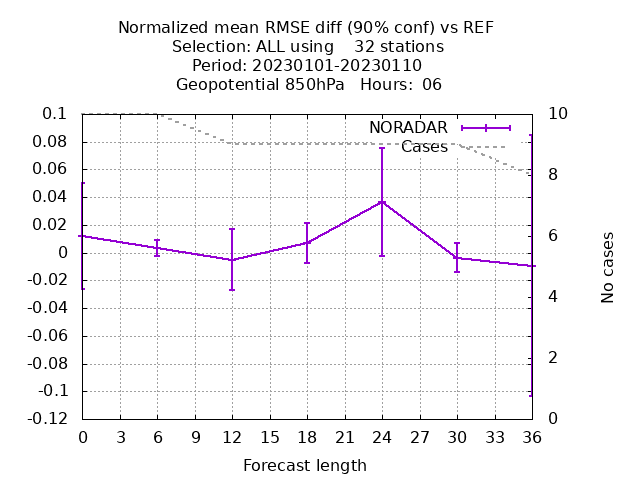 Normalized mean RMSE diff (90% conf) vs REF
Selection: ALL using    32 stations
Period: 20230101-20230110
Geopotential 850hPa   Hours:  06
NORADAR
Cases
0.1
0.08
0.06
0.04
0.02
0
-0.02
-0.04
-0.06
-0.08
-0.1
-0.12
10
8
6
4
2
0
No cases
0 3 6 9 12 15 18 21 24 27 30 33 36
Forecast length